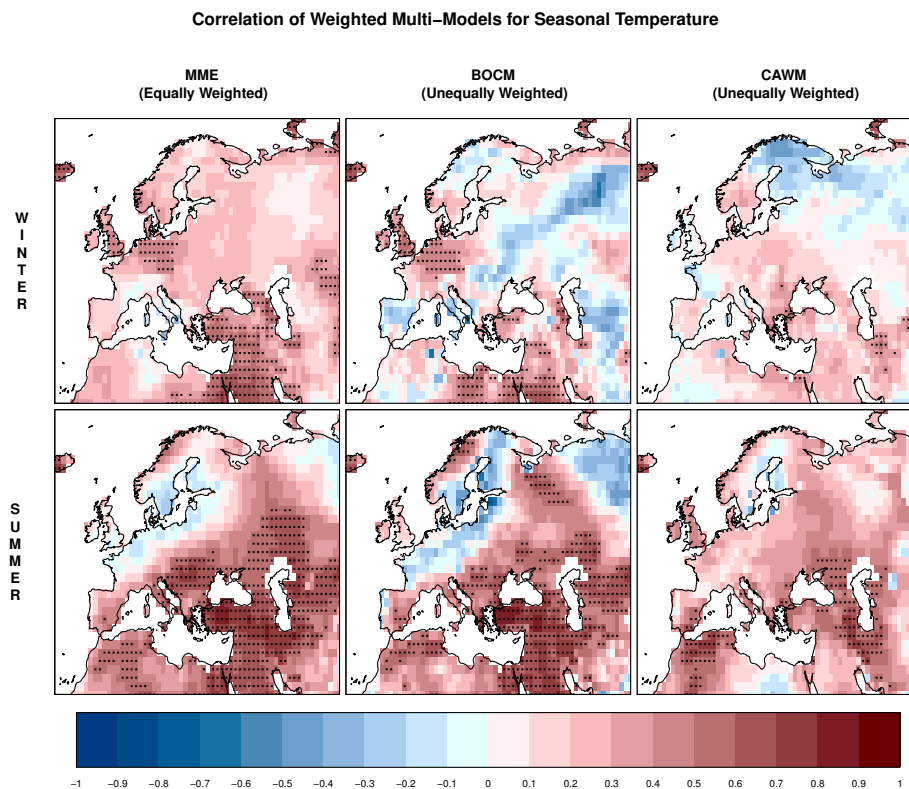 Correlation of Weighted Multi−Models for Seasonal Temperature
MME
(Equally Weighted)
BOCM
(Unequally Weighted)
CAWM
(Unequally Weighted)
WINTER
SUMMER
−1 −0.9 −0.8 −0.7 −0.6 −0.5 −0.4 −0.3 −0.2 −0.1 0 0.1 0.2 0.3 0.4 0.5 0.6 0.7 0.8 0.9 1